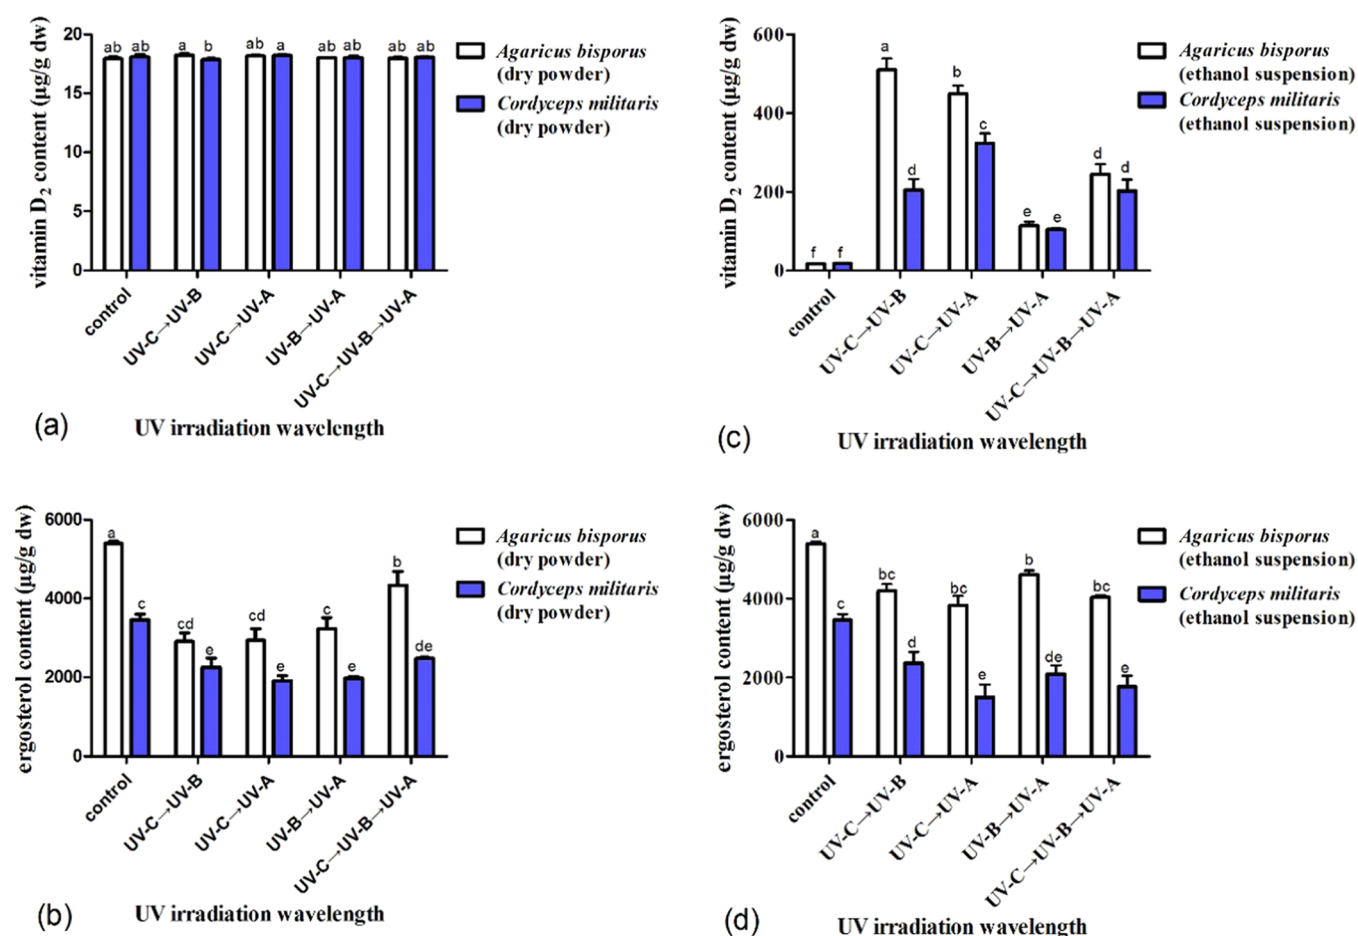 vitamin D2 content (µg/g dw)
20
15
10
5
0
ab ab a b ab a ab ab ab ab
control
UV-C→UV-B
UV-C→UV-A
UV-B→UV-A
UV-C→UV-B→UV-A
Agaricus bisporus
(dry powder)
Cordyceps militaris
(dry powder)
(a)
UV irradiation wavelength
vitamin D2 content (µg/g dw)
600
400
200
0
f f a d b c e e d d
control
UV-C→UV-B
UV-C→UV-A
UV-B→UV-A
UV-C→UV-B→UV-A
Agaricus bisporus
(ethanol suspension)
Cordyceps militaris
(ethanol suspension)
(c)
UV irradiation wavelength
ergosterol content (µg/g dw)
6000
4000
2000
0
a c cd e cd e c e b de
control
UV-C→UV-B
UV-C→UV-A
UV-B→UV-A
UV-C→UV-B→UV-A
Agaricus bisporus
(dry powder)
Cordyceps militaris
(dry powder)
(b)
UV irradiation wavelength
ergosterol content (µg/g dw)
6000
4000
2000
0
a c bc d bc e b de bc e
control
UV-C→UV-B
UV-C→UV-A
UV-B→UV-A
UV-C→UV-B→UV-A
Agaricus bisporus
(ethanol suspension)
Cordyceps militaris
(ethanol suspension)
(d)
UV irradiation wavelength